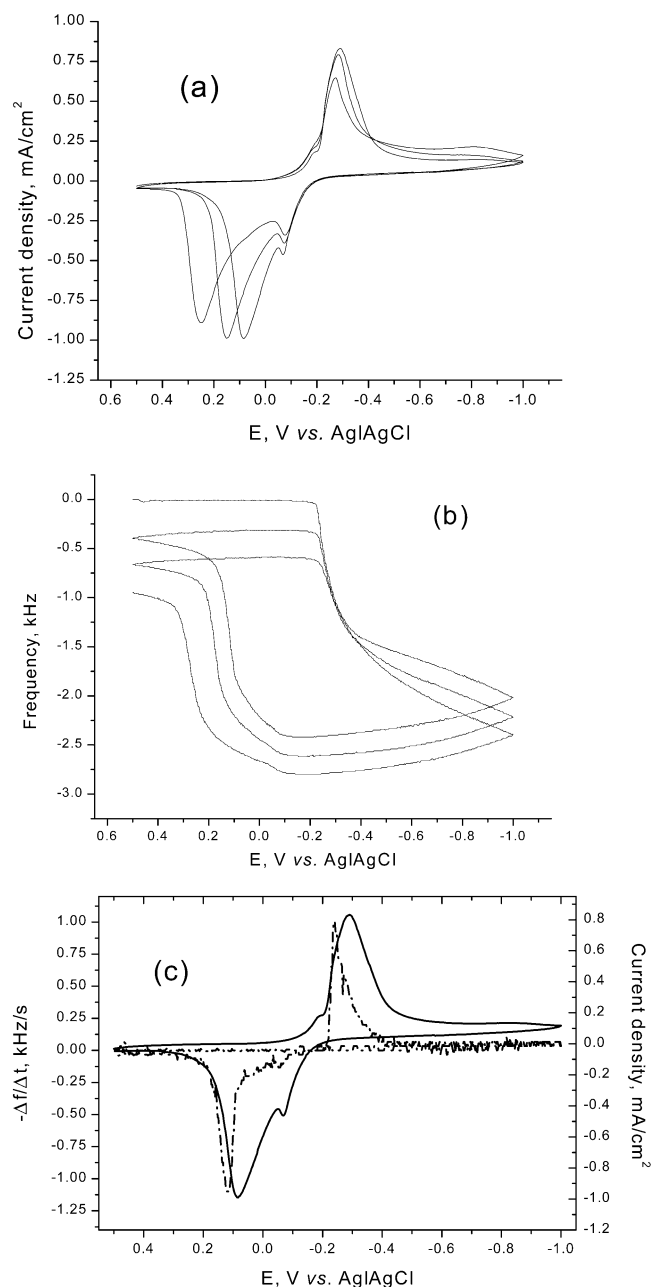 1.00
0.75
0.50
0.25
0.00
-0.25
-0.50
-0.75
-1.00
-1.25
Current density, mA/cm²
(a)
0.6 0.4 0.2 0.0 -0.2 -0.4 -0.6 -0.8 -1.0
E, V vs. Ag|AgCl
0.0
-0.5
-1.0
-1.5
-2.0
-2.5
-3.0
Frequency, kHz
(b)
0.6 0.4 0.2 0.0 -0.2 -0.4 -0.6 -0.8 -1.0
E, V vs. Ag|AgCl
1.00
0.75
0.50
0.25
0.00
-0.25
-0.50
-0.75
-1.00
-1.25
-Δf/Δt, kHz/s
(c)
0.8
0.6
0.4
0.2
0.0
-0.2
-0.4
-0.6
-0.8
-1.0
-1.2
Current density, mA/cm²
0.4 0.2 0.0 -0.2 -0.4 -0.6 -0.8 -1.0
E, V vs. Ag|AgCl